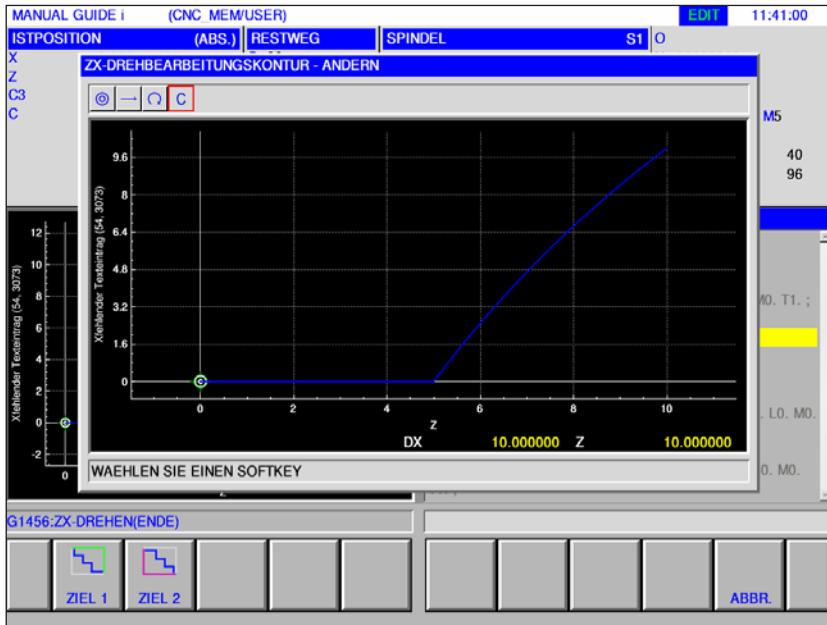 MANUAL GUIDE i (CNC_MEM/USER) EDIT 11:41:00
ISTPOSITION (ABS.) RESTWEG SPINDEL S1 O
X
Z
C3
C
ZX-DREHBEARBEITUNGSKONTUR - ANDERN
C
M5
40
96
9.6
8
6.4
4.8
3.2
1.6
0
Xfehlender Texteintrag (54, 3073)
0 2 4 6 8 10
Z
DX 10.000000 Z 10.000000
WAEHLEN SIE EINEN SOFTKEY
12
10
8
6
4
2
0
-2
Xfehlender Texteintrag (54, 3073)
0
M0. T1. ;
L0. M0.
0. M0.
G1456:ZX-DREHEN(ENDE)
ZIEL 1 ZIEL 2 ABBR.